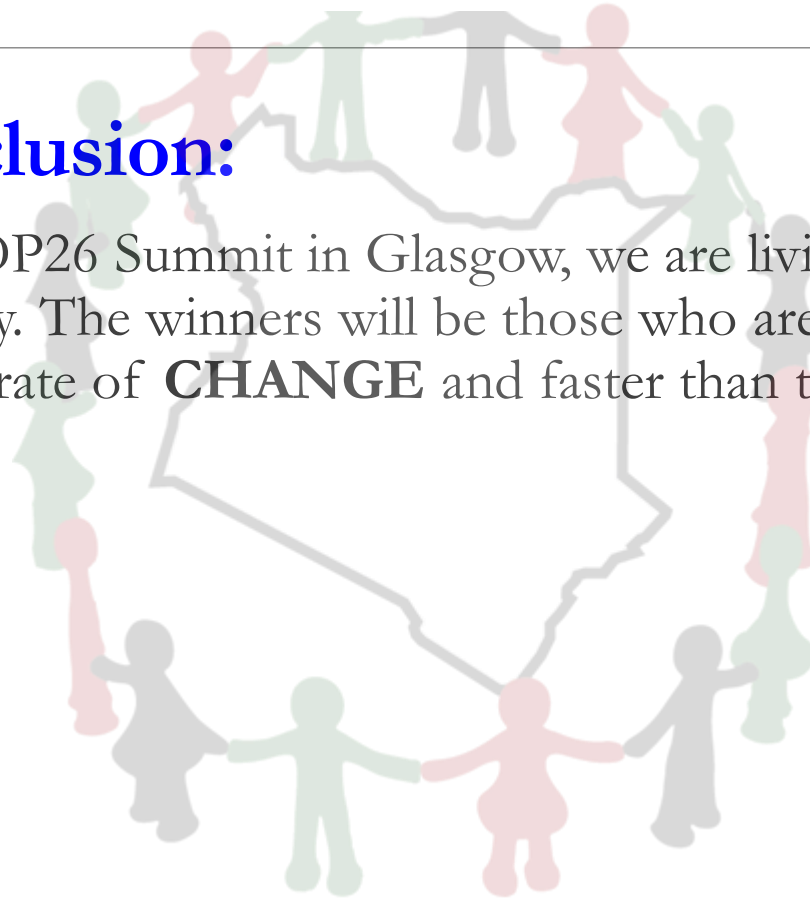 clusion:
OP26 Summit in Glasgow, we are livi
y. The winners will be those who are
rate of CHANGE and faster than t